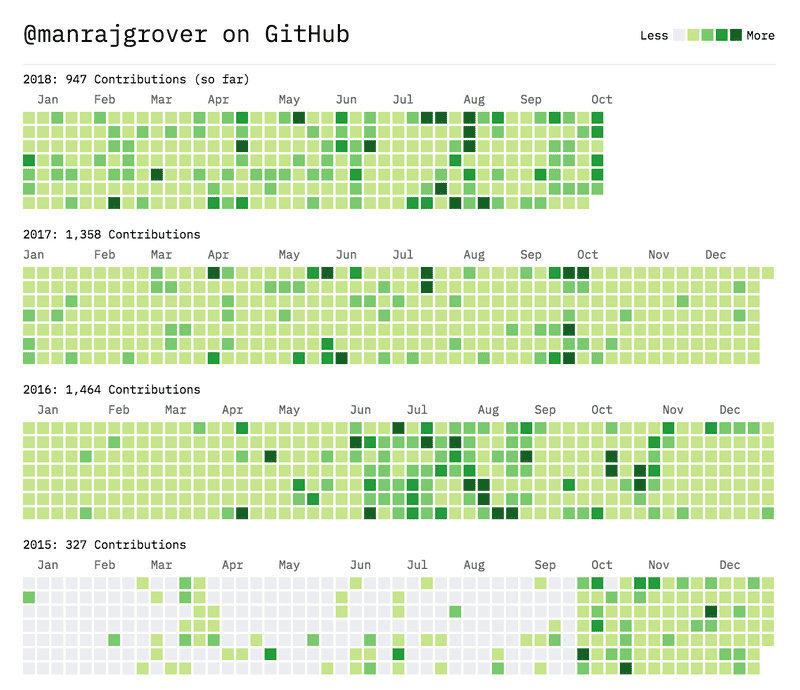 @manrajgrover on GitHub
Less More
2018: 947 Contributions (so far)
Jan Feb Mar Apr May Jun Jul Aug Sep Oct
2017: 1,358 Contributions
Jan Feb Mar Apr May Jun Jul Aug Sep Oct Nov Dec
2016: 1,464 Contributions
Jan Feb Mar Apr May Jun Jul Aug Sep Oct Nov Dec
2015: 327 Contributions
Jan Feb Mar Apr May Jun Jul Aug Sep Oct Nov Dec